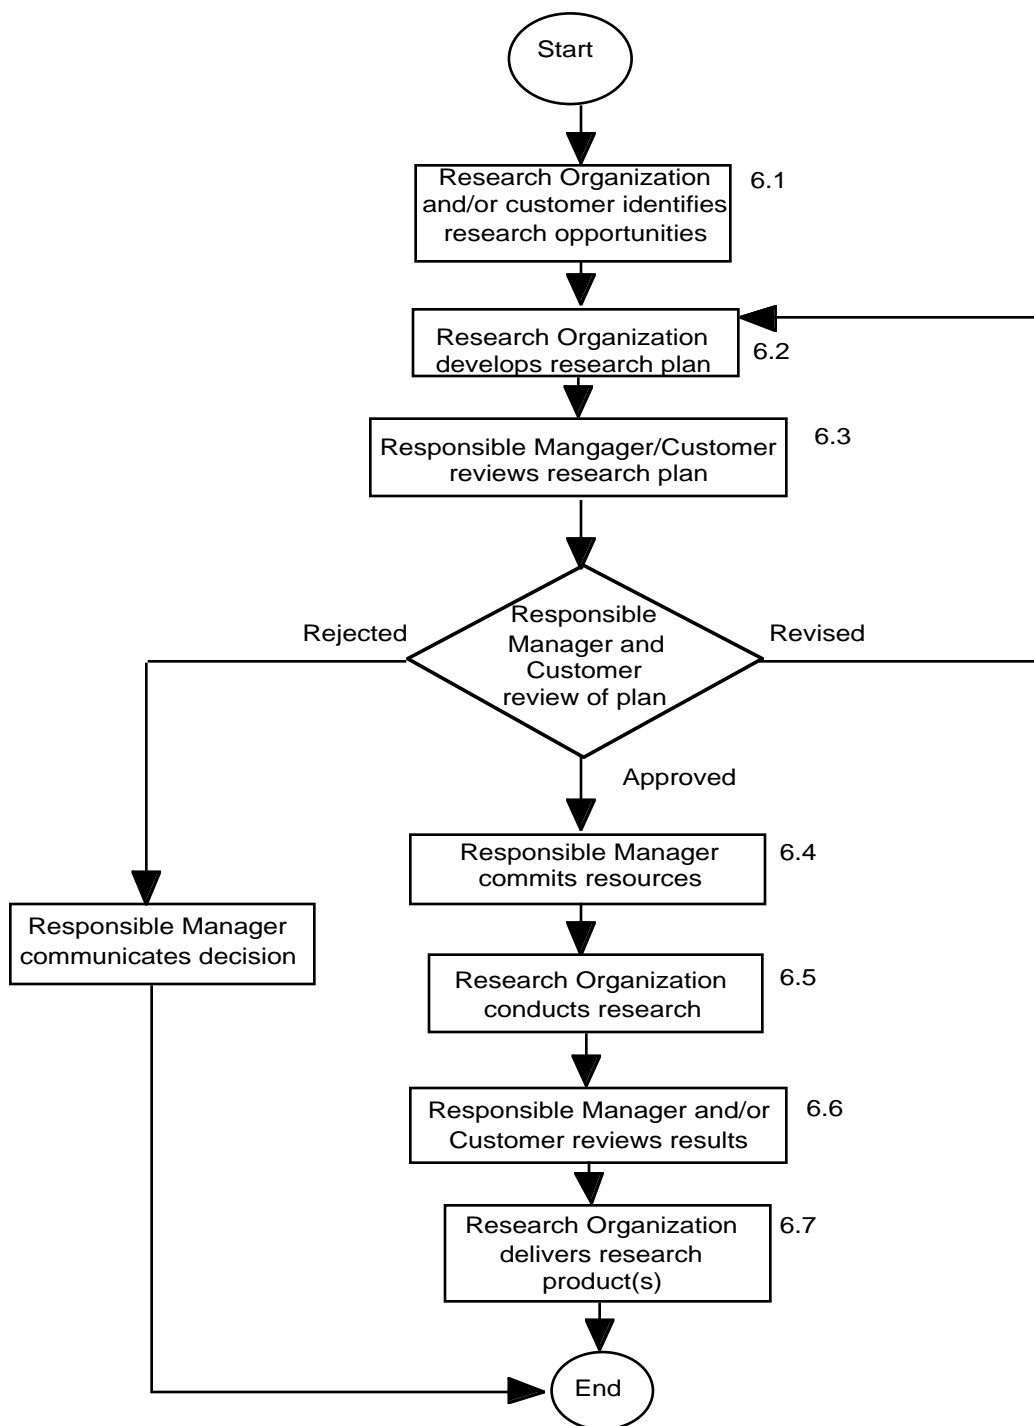 Start
Research Organization
and/or customer identifies
research opportunities
6.1
Research Organization
develops research plan
6.2
Responsible Mangager/Customer
reviews research plan
6.3
Responsible
Manager and
Customer
review of plan
Rejected
Revised
Approved
Responsible Manager
commits resources
6.4
Responsible Manager
communicates decision
Research Organization
conducts research
6.5
Responsible Manager and/or
Customer reviews results
6.6
Research Organization
delivers research
product(s)
6.7
End